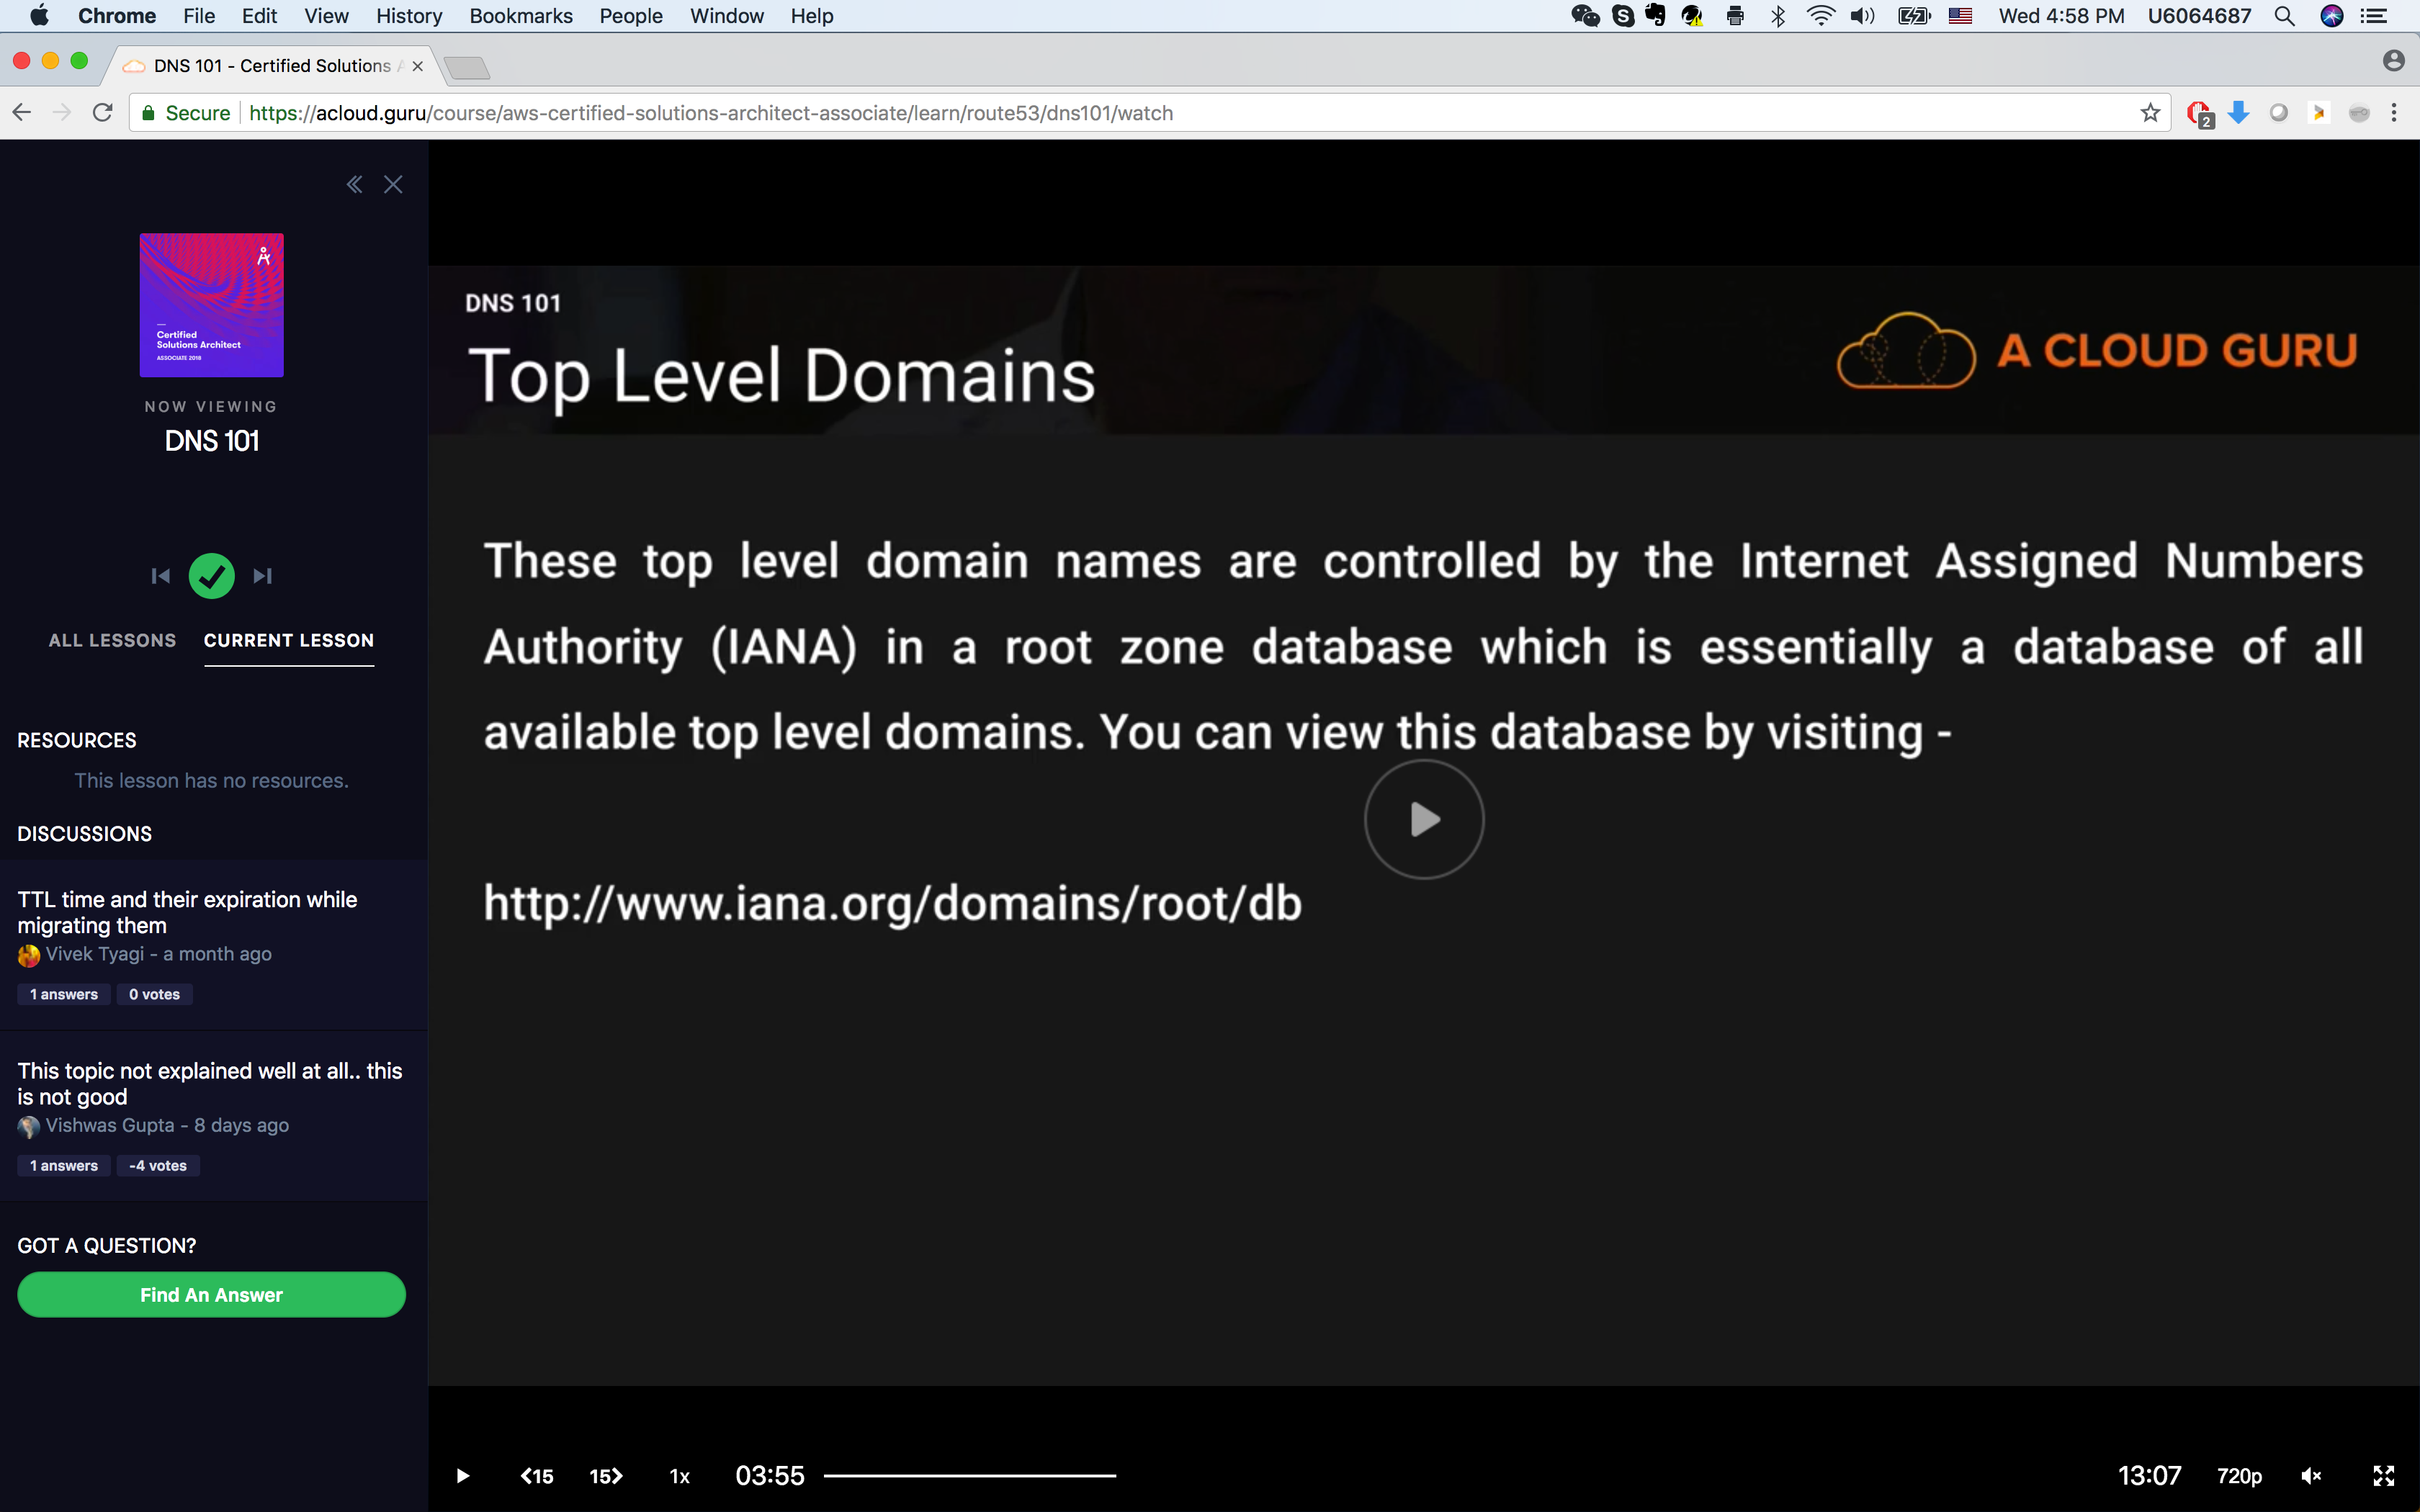 Chrome File Edit View History Bookmarks People Window Help Wed 4:58 PM U6064687
DNS 101 - Certified Solutions
Secure https://acloud.guru/course/aws-certified-solutions-architect-associate/learn/route53/dns101/watch
2
Certified
Solutions Architect
ASSOCIATE 2018
NOW VIEWING
DNS 101
ALL LESSONS CURRENT LESSON
RESOURCES
This lesson has no resources.
DISCUSSIONS
TTL time and their expiration while
migrating them
Vivek Tyagi - a month ago
1 answers 0 votes
This topic not explained well at all.. this
is not good
Vishwas Gupta - 8 days ago
1 answers -4 votes
GOT A QUESTION?
Find An Answer
DNS 101
Top Level Domains
A CLOUD GURU
These top level domain names are controlled by the Internet Assigned Numbers
Authority (IANA) in a root zone database which is essentially a database of all
available top level domains. You can view this database by visiting -
http://www.iana.org/domains/root/db
15 15 1x 03:55 13:07 720p